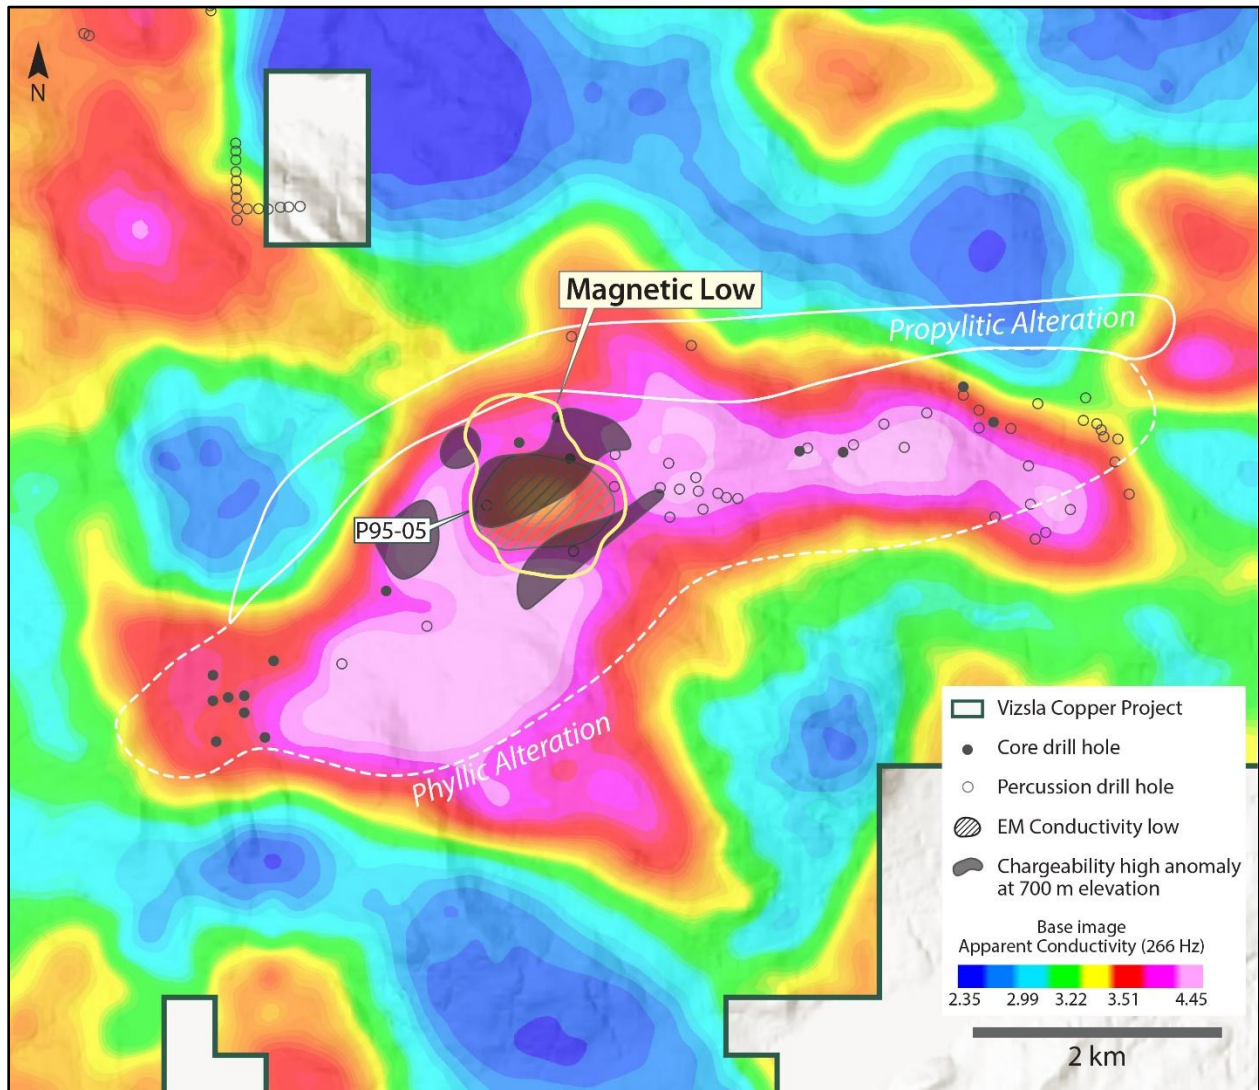 N
Magnetic Low
Propylitic Alteration
P95-05
Phyllic Alteration
Vizsla Copper Project
Core drill hole
Percussion drill hole
EM Conductivity low
Chargeability high anomaly
at 700 m elevation
Base image
Apparent Conductivity (266 Hz)
2.35 2.99 3.22 3.51 4.45
2 km